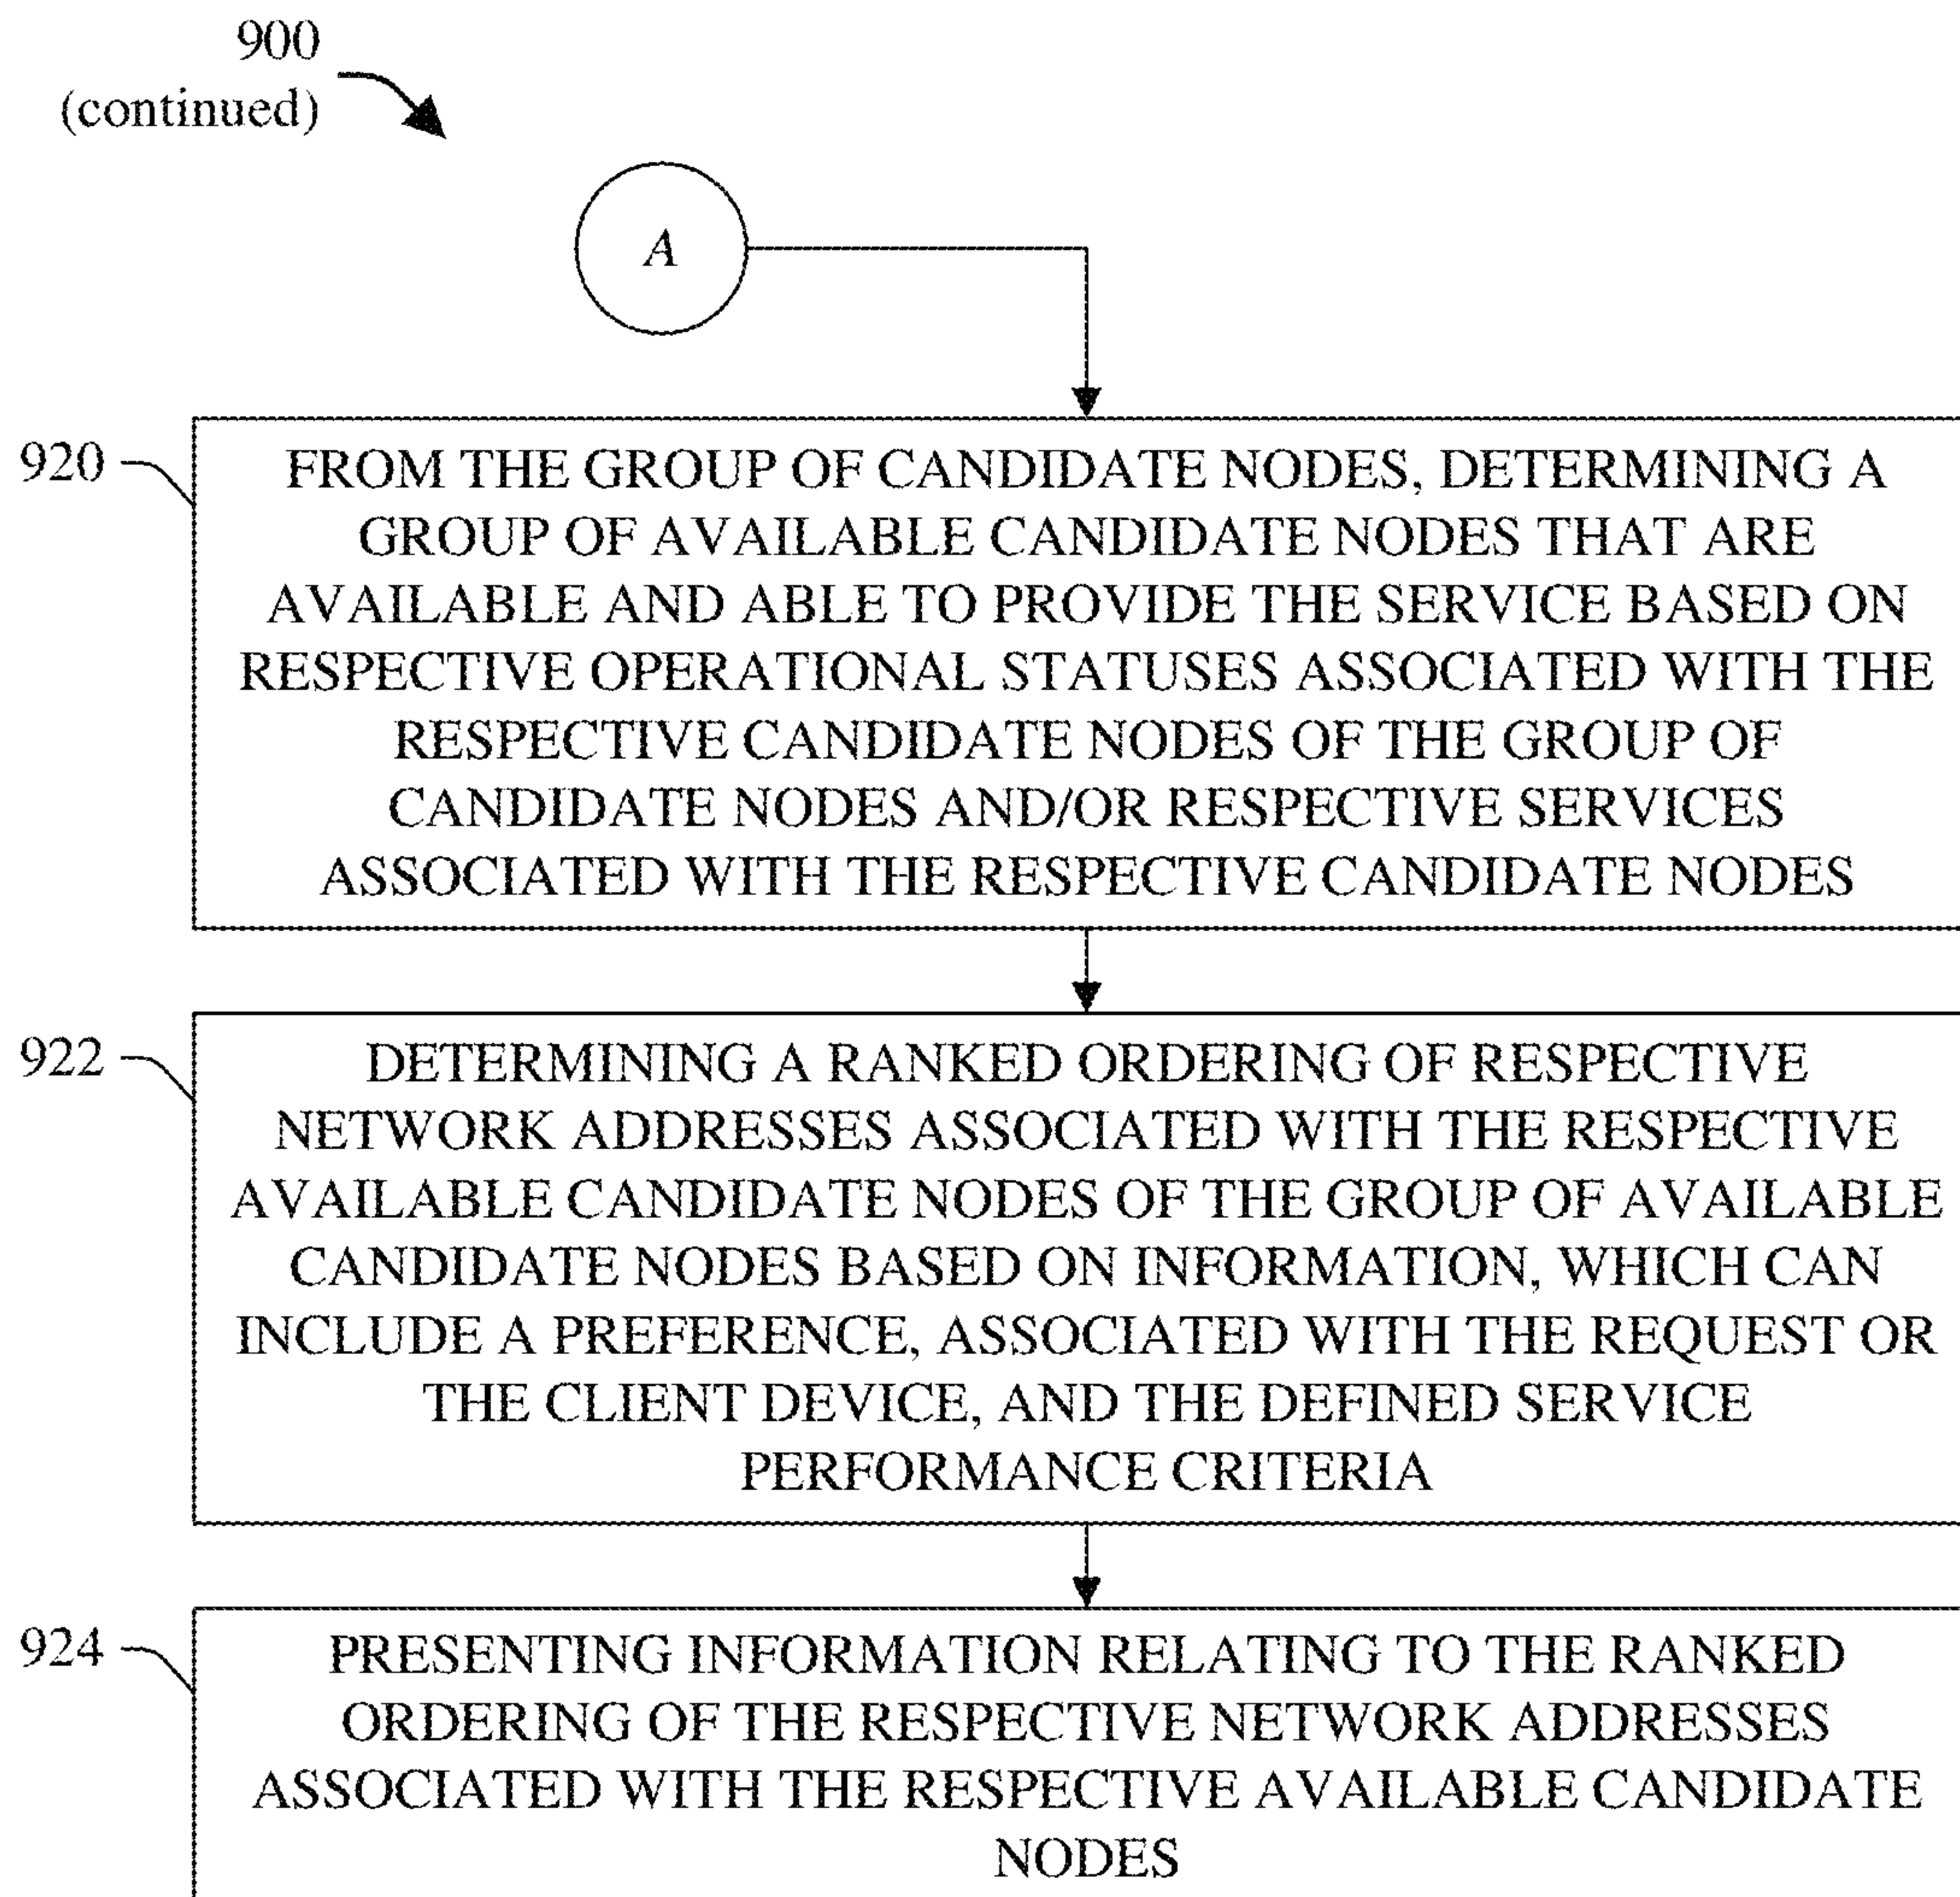 900
(continued)
A
920
FROM THE GROUP OF CANDIDATE NODES, DETERMINING A
GROUP OF AVAILABLE CANDIDATE NODES THAT ARE
AVAILABLE AND ABLE TO PROVIDE THE SERVICE BASED ON
RESPECTIVE OPERATIONAL STATUSES ASSOCIATED WITH THE
RESPECTIVE CANDIDATE NODES OF THE GROUP OF
CANDIDATE NODES AND/OR RESPECTIVE SERVICES
ASSOCIATED WITH THE RESPECTIVE CANDIDATE NODES
922
DETERMINING A RANKED ORDERING OF RESPECTIVE
NETWORK ADDRESSES ASSOCIATED WITH THE RESPECTIVE
AVAILABLE CANDIDATE NODES OF THE GROUP OF AVAILABLE
CANDIDATE NODES BASED ON INFORMATION, WHICH CAN
INCLUDE A PREFERENCE, ASSOCIATED WITH THE REQUEST OR
THE CLIENT DEVICE, AND THE DEFINED SERVICE
PERFORMANCE CRITERIA
924
PRESENTING INFORMATION RELATING TO THE RANKED
ORDERING OF THE RESPECTIVE NETWORK ADDRESSES
ASSOCIATED WITH THE RESPECTIVE AVAILABLE CANDIDATE
NODES